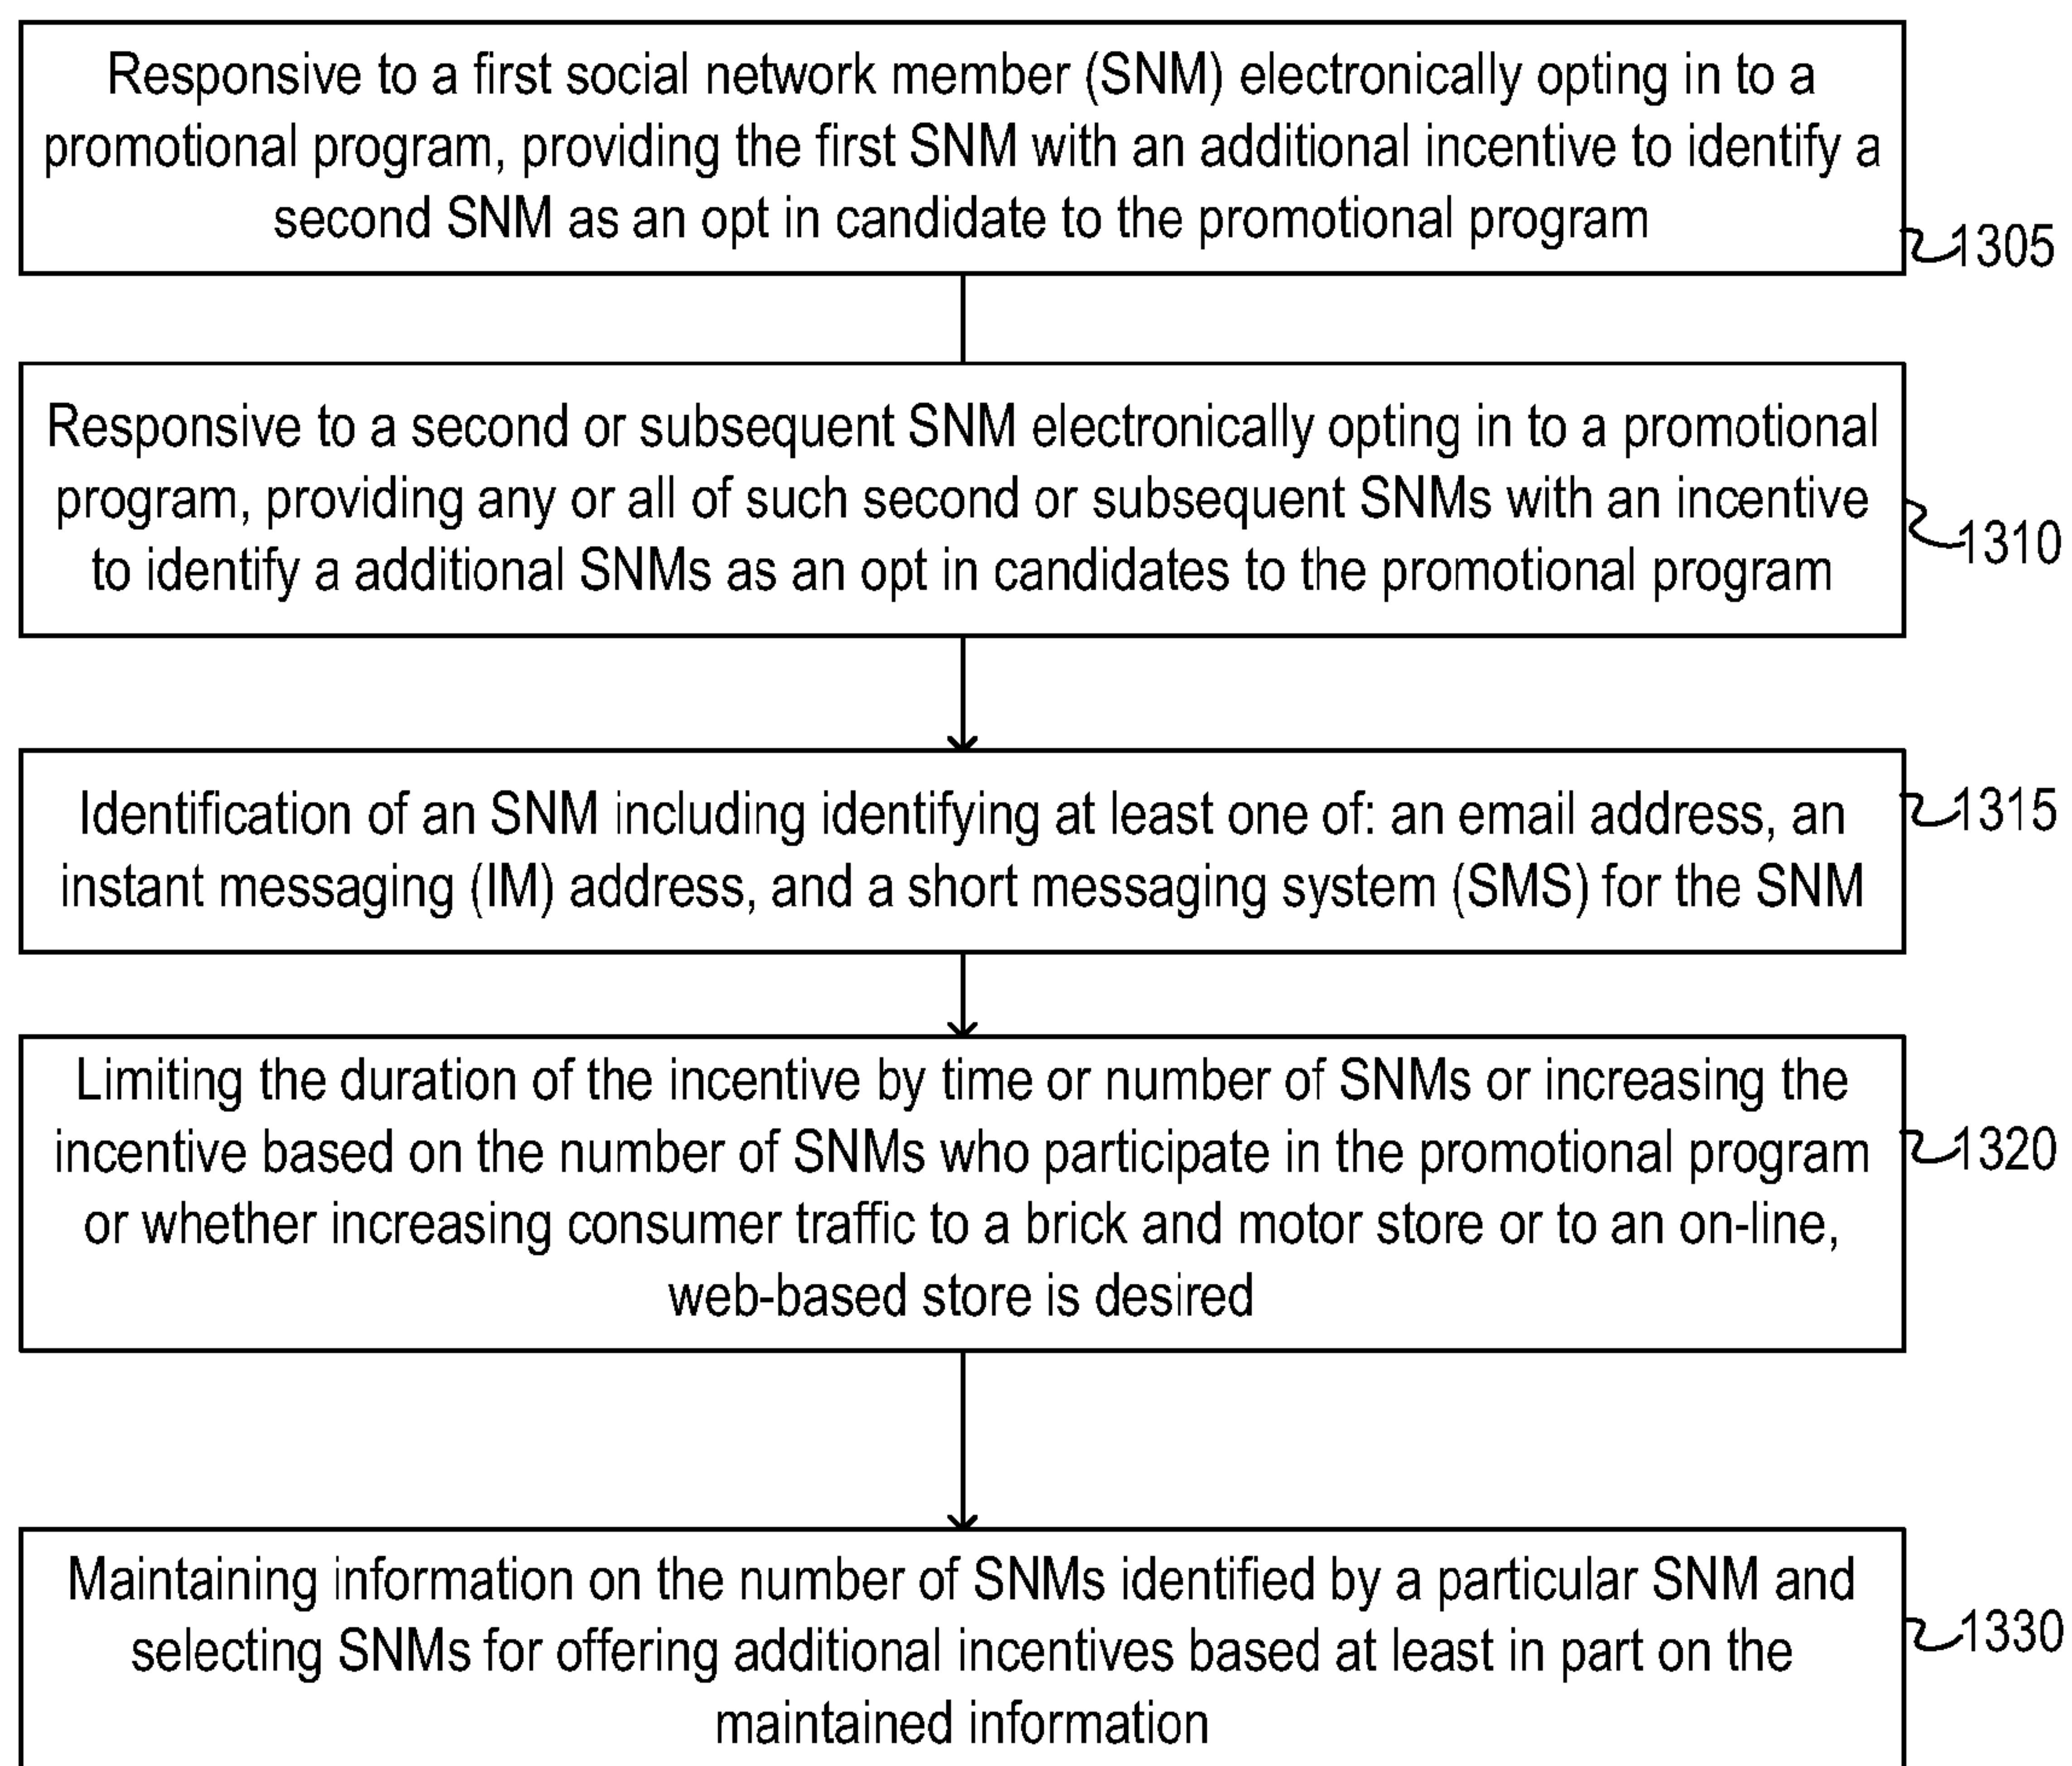 Responsive to a first social network member (SNM) electronically opting in to a
promotional program, providing the first SNM with an additional incentive to identify a
second SNM as an opt in candidate to the promotional program
1305
Responsive to a second or subsequent SNM electronically opting in to a promotional
program, providing any or all of such second or subsequent SNMs with an incentive
to identify a additional SNMs as an opt in candidates to the promotional program
1310
Identification of an SNM including identifying at least one of: an email address, an
instant messaging (IM) address, and a short messaging system (SMS) for the SNM
1315
Limiting the duration of the incentive by time or number of SNMs or increasing the
incentive based on the number of SNMs who participate in the promotional program
or whether increasing consumer traffic to a brick and motor store or to an on-line,
web-based store is desired
1320
Maintaining information on the number of SNMs identified by a particular SNM and
selecting SNMs for offering additional incentives based at least in part on the
maintained information
1330